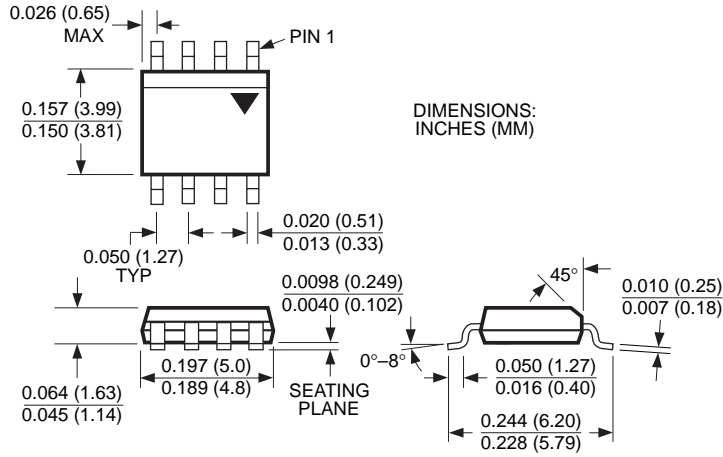 0.026 (0.65)
MAX
PIN 1
0.157 (3.99)
0.150 (3.81)
DIMENSIONS:
INCHES (MM)
0.050 (1.27)
TYP
0.020 (0.51)
0.013 (0.33)
0.0098 (0.249)
0.0040 (0.102)
45°
0.010 (0.25)
0.007 (0.18)
0.064 (1.63)
0.045 (1.14)
0.197 (5.0)
0.189 (4.8)
SEATING
PLANE
0°–8°
0.050 (1.27)
0.016 (0.40)
0.244 (6.20)
0.228 (5.79)